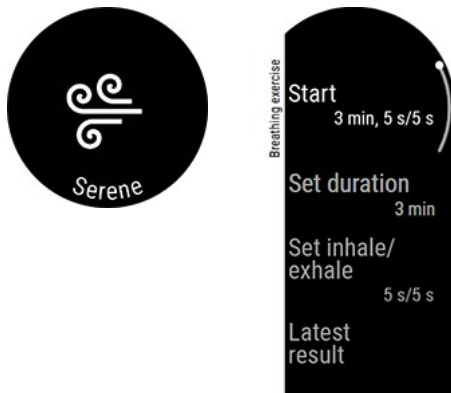 Serene
Breathing exercise
Start
3 min, 5 s/5 s
Set duration
3 min
Set inhale/
exhale
5 s/5 s
Latest
result